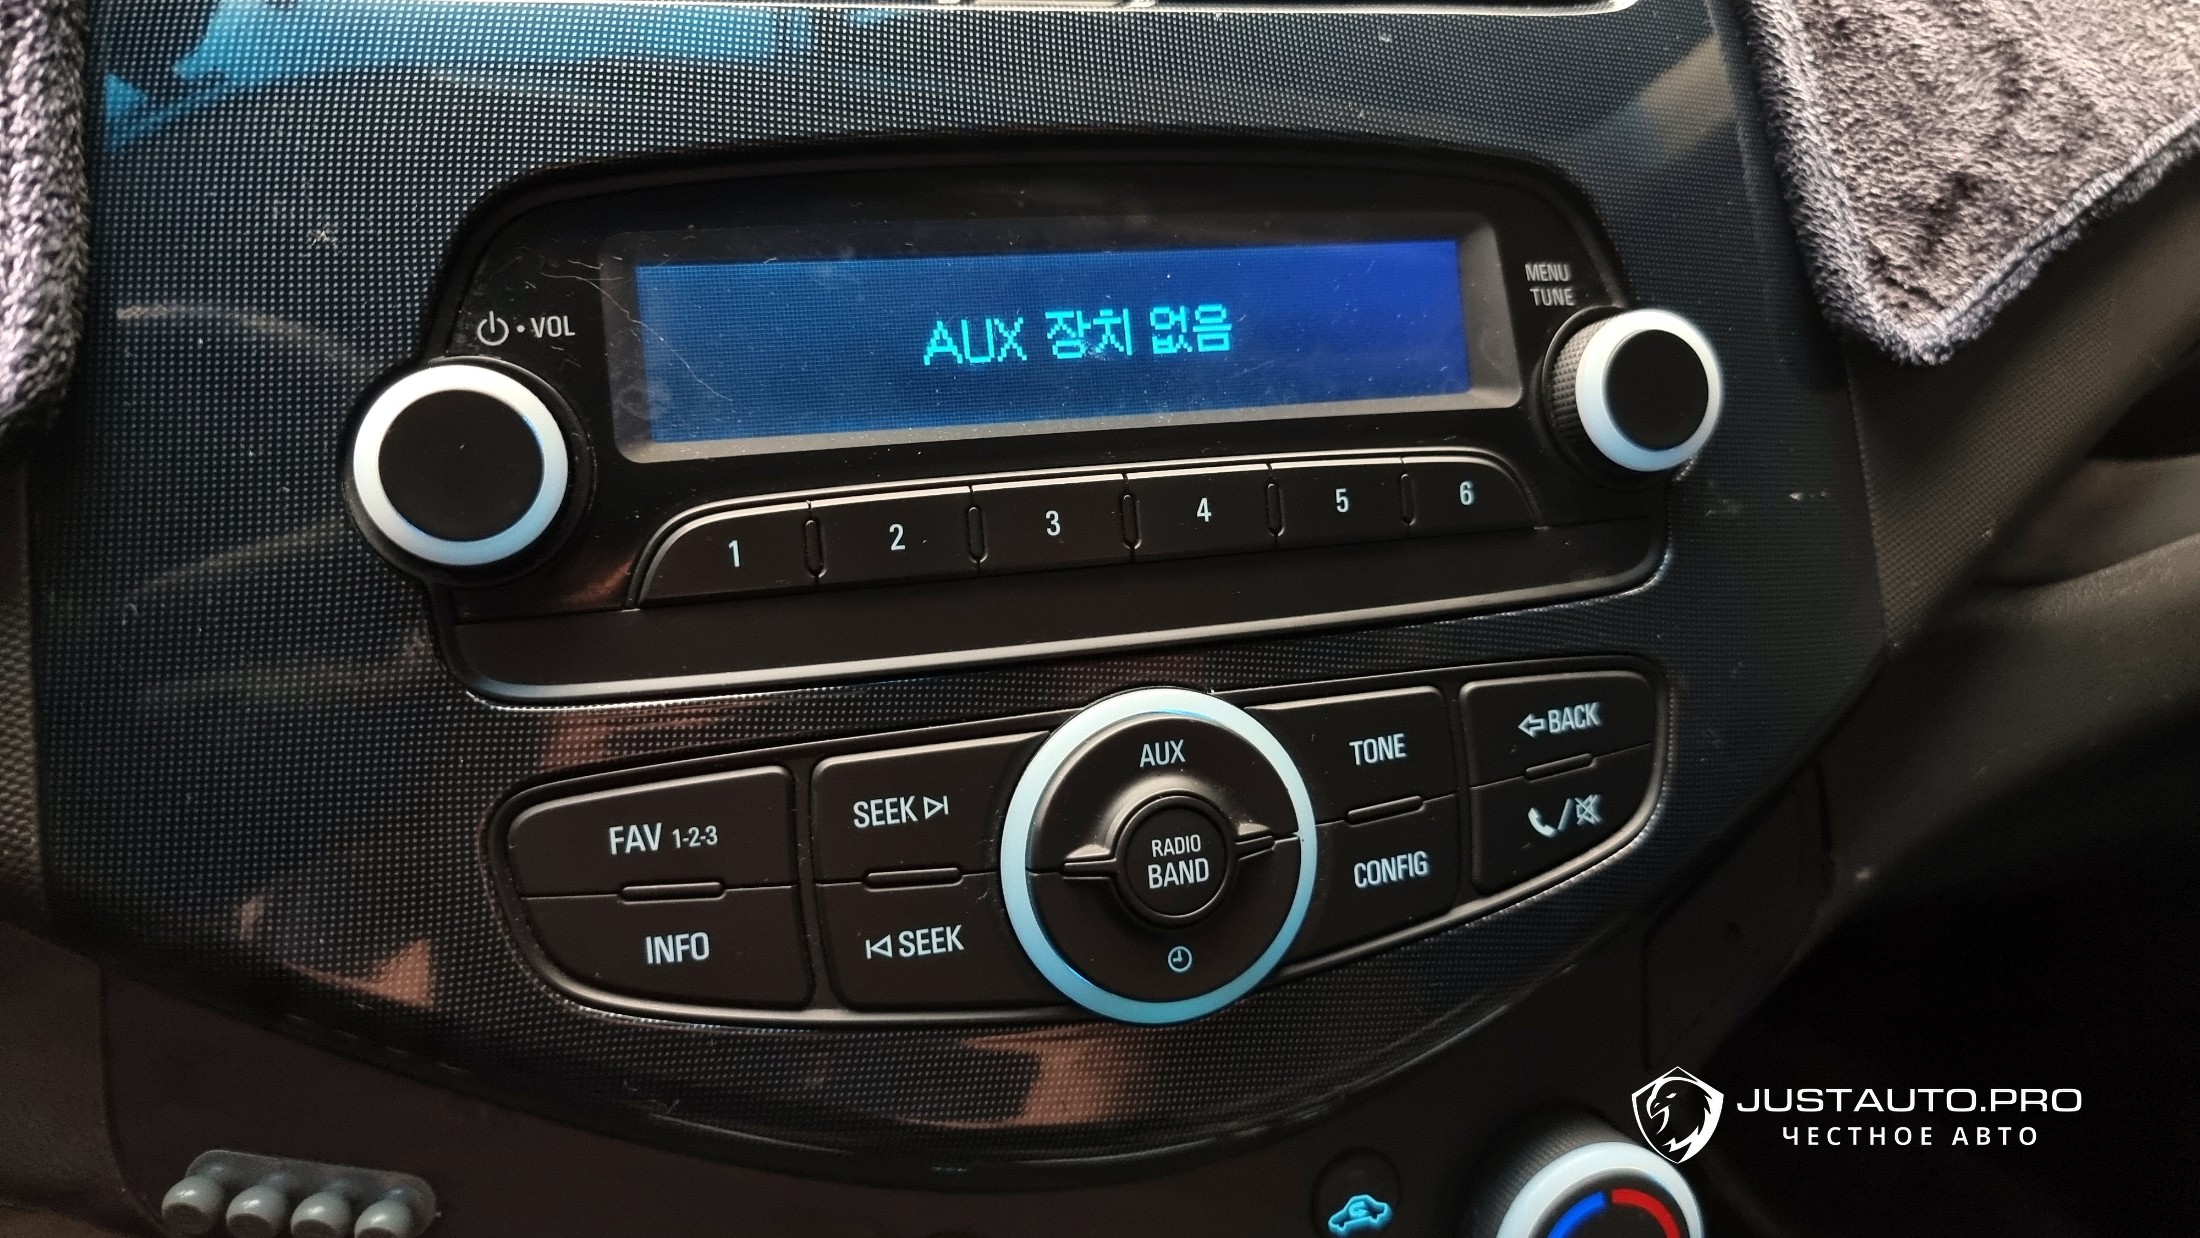 MENU
TUNE
• VOL
AUX 장치 없음
1 2 3 4 5 6
AUX
TONE
BACK
SEEK
FAV 1-2-3
RADIO
BAND
CONFIG
INFO
SEEK
JUSTAUTO.PRO
ЧЕСТНОЕ АВТО